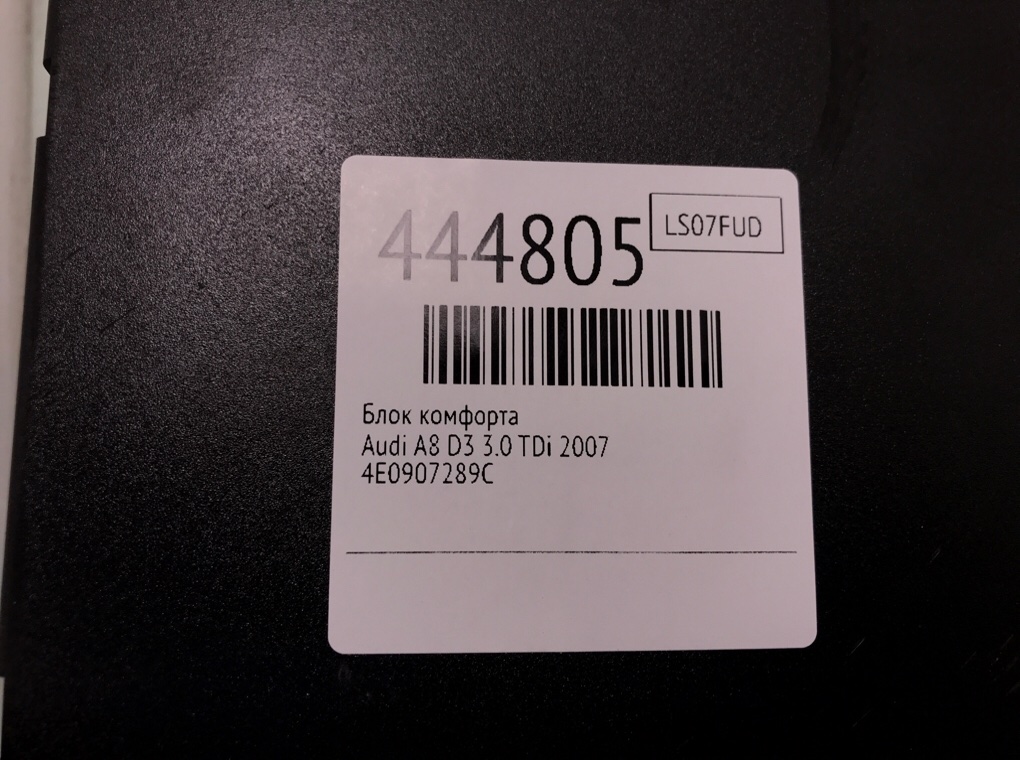 444805
LS07FUD
Блок комфорта
Audi A8 D3 3.0 TDi 2007
4E0907289C